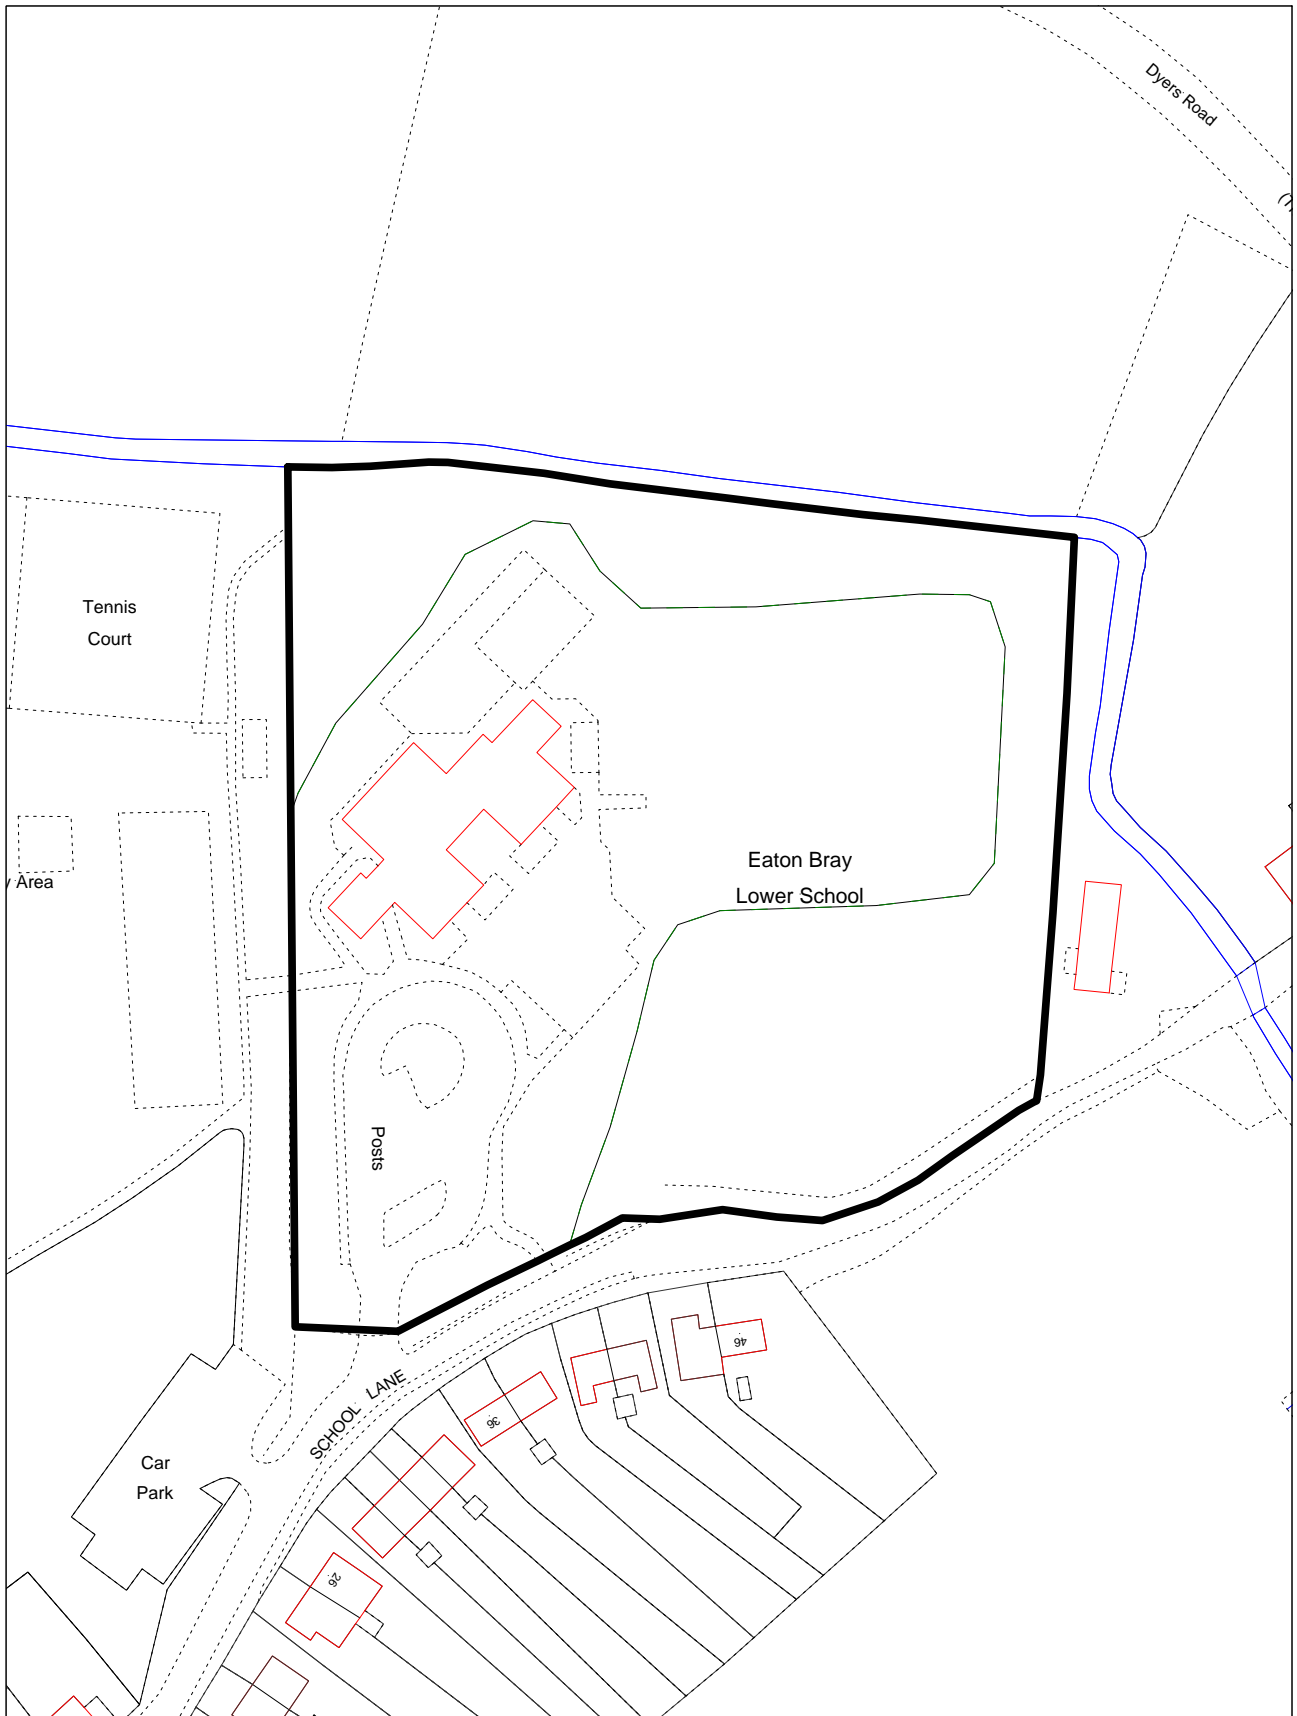 Dyers Road
Tennis
Court
Area
Eaton Bray
Lower School
Posts
46
SCHOOL LANE
36
Car
Park
26